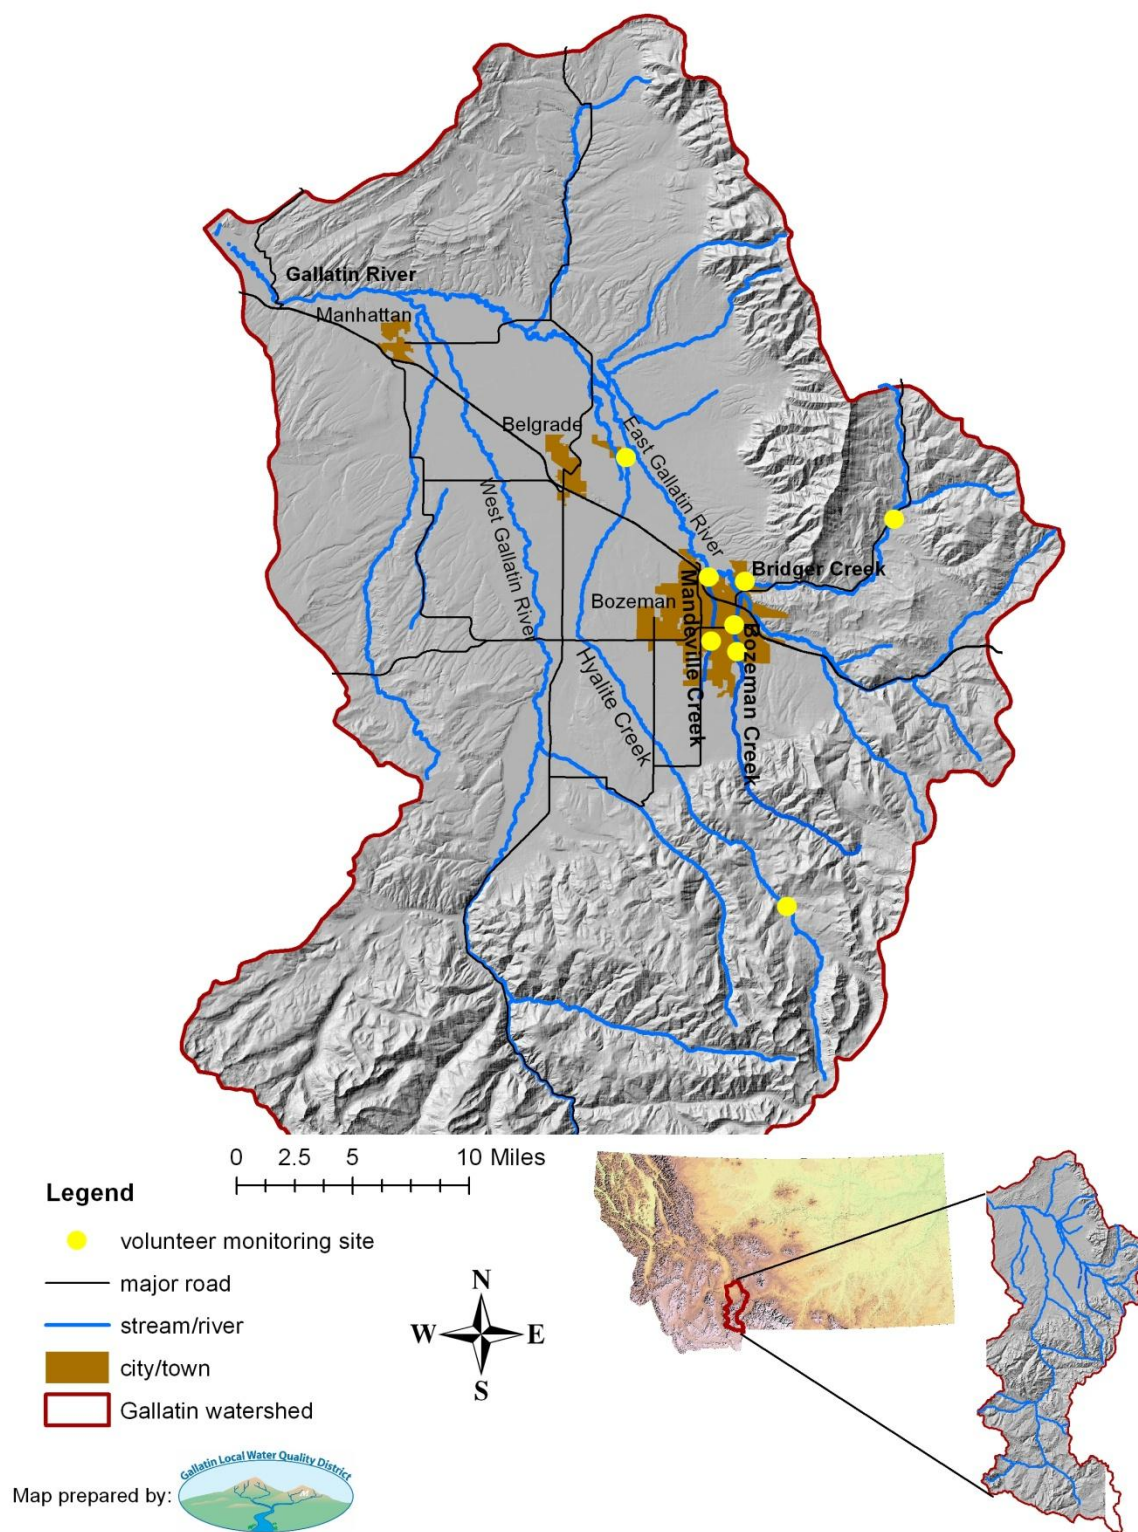 Gallatin River
Manhattan
Belgrade
East Gallatin River
West Gallatin River
Bridger Creek
Bozeman
Mandeville Creek
Bozeman Creek
Hyalite Creek
0 2.5 5 10 Miles
Legend
volunteer monitoring site
major road
stream/river
city/town
Gallatin watershed
N
W E
S
Gallatin Local Water Quality District
Map prepared by: